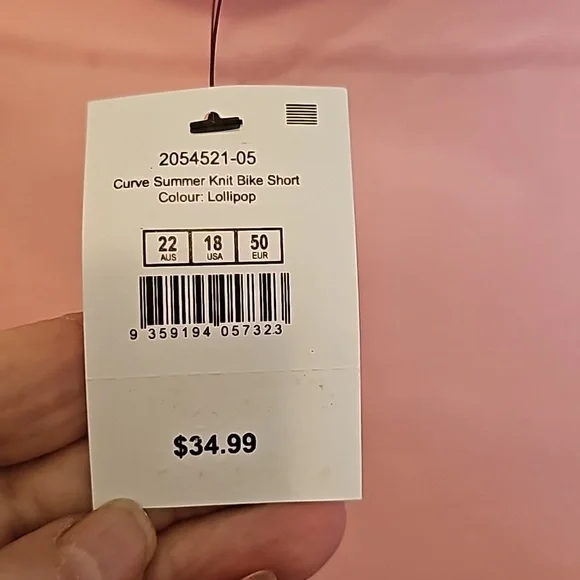 2054521-05
Curve Summer Knit Bike Short
Colour: Lollipop
22 18 50
AUS USA EUR
9 359194 057323
$34.99